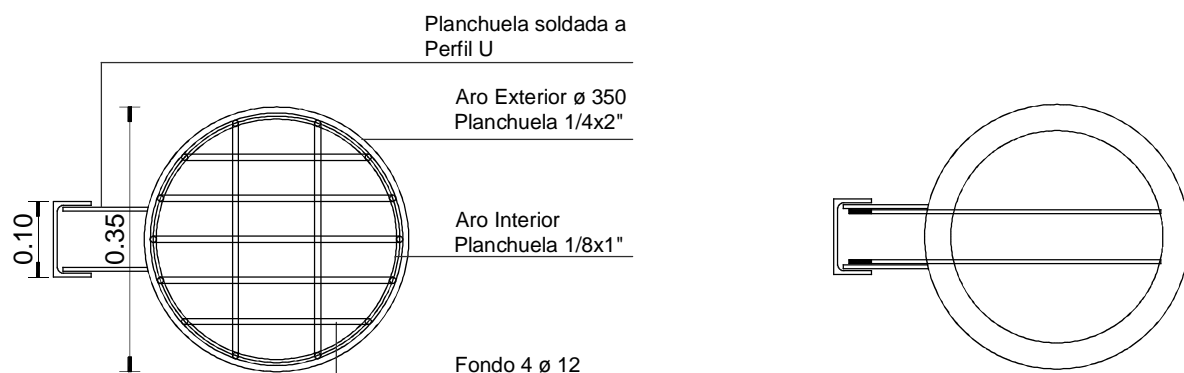 Planchuela soldada a
Perfil U
Aro Exterior ø 350
Planchuela 1/4x2"
0.10
0.35
Aro Interior
Planchuela 1/8x1"
Fondo 4 ø 12